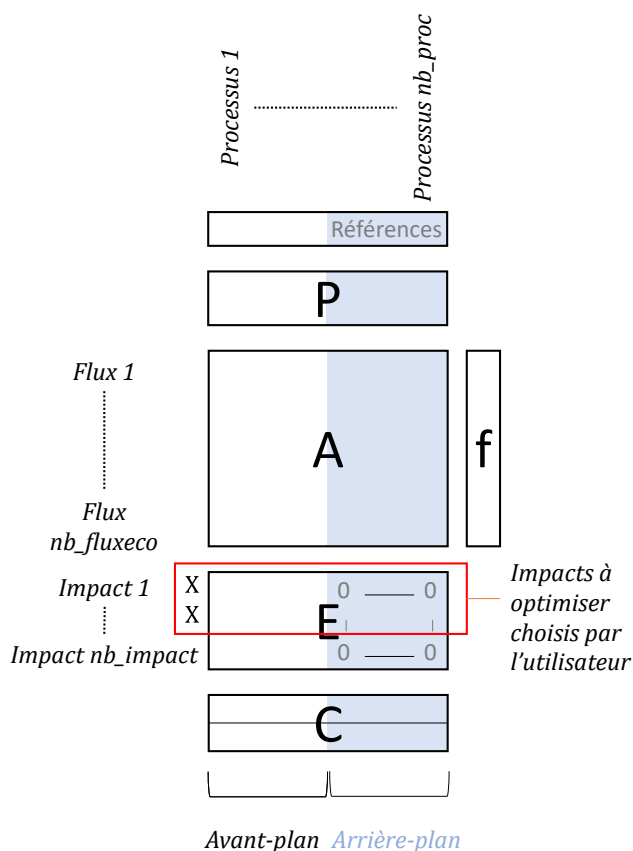 Processus 1
Processus nb_proc
Références
P
Flux 1
A
f
Flux
nb_fluxeco
Impact 1
X
0
0
Impacts à
optimiser
choisis par
l'utilisateur
X
E
Impact nb_impact
0
0
C
Avant-plan
Arrière-plan